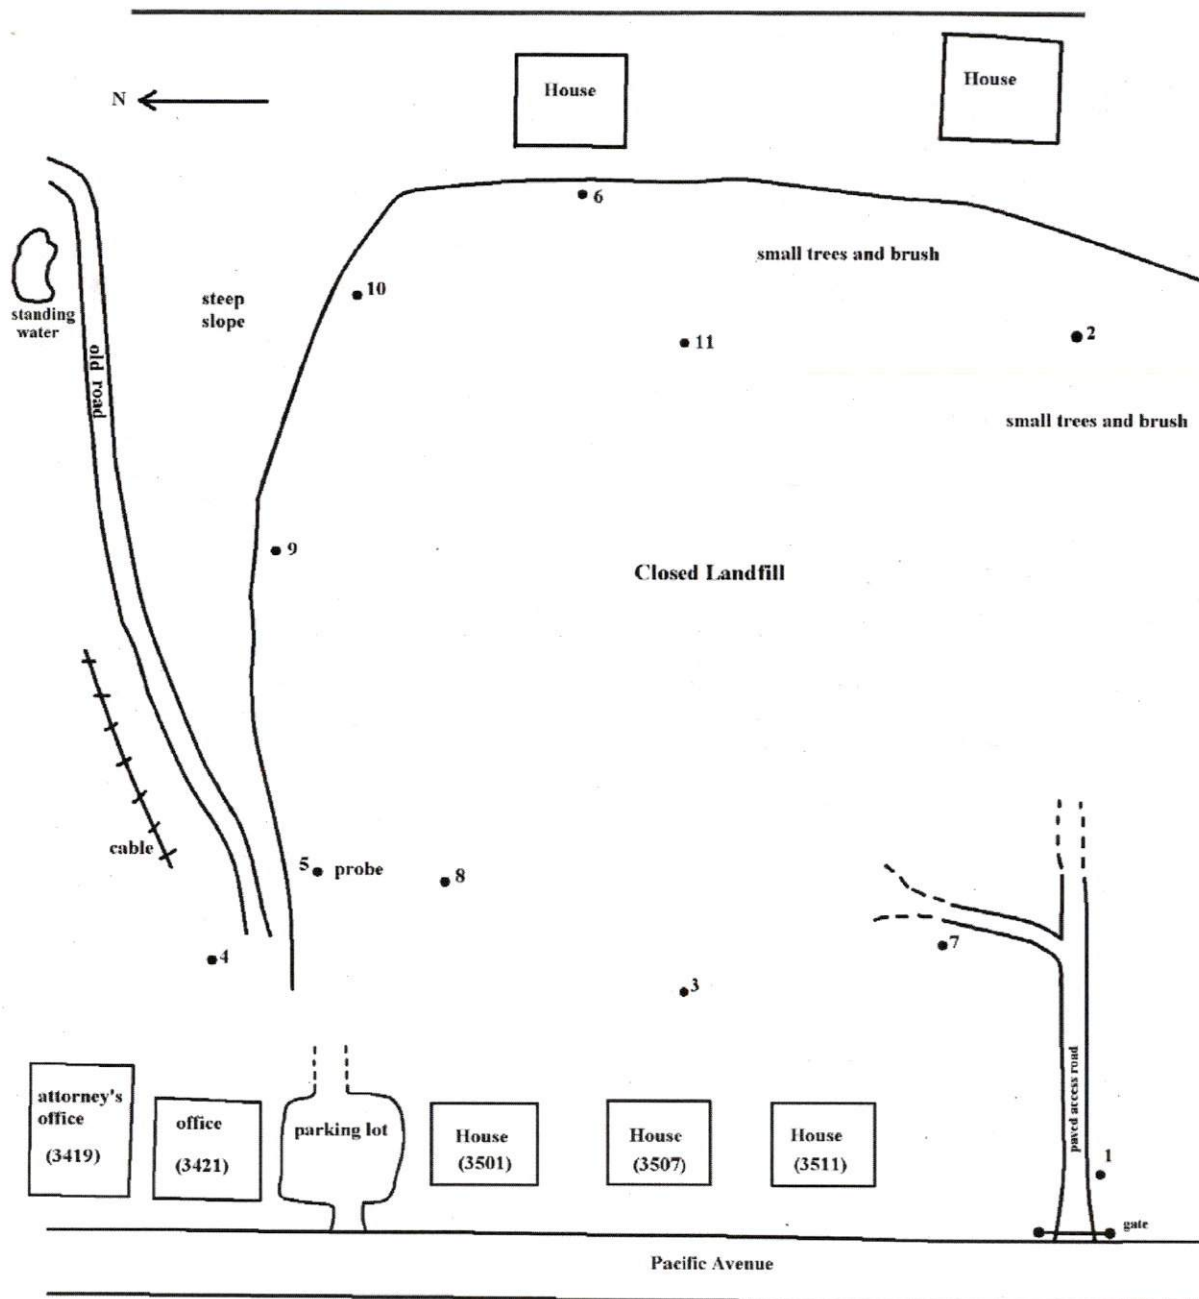 House
House
N
6
small trees and brush
steep
slope
10
standing
water
11
2
old road
small trees and brush
9
Closed Landfill
cable
5
probe
8
7
4
3
paved access road
attorney's
office
(3419)
office
(3421)
parking lot
House
(3501)
House
(3507)
House
(3511)
1
gate
Pacific Avenue